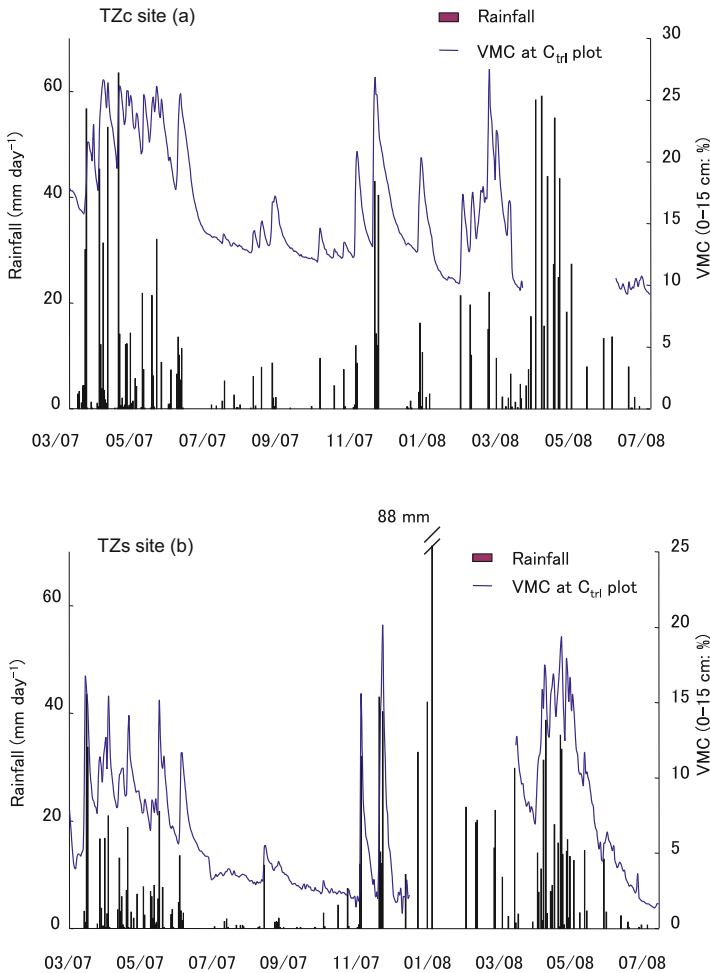 TZc site (a)
Rainfall
VMC at Ctrl plot
Rainfall (mm day⁻¹)
60
40
20
0
VMC (0–15 cm: %)
30
25
20
15
10
5
0
03/07 05/07 07/07 09/07 11/07 01/08 03/08 05/08 07/08
88 mm
TZs site (b)
Rainfall
VMC at Ctrl plot
Rainfall (mm day⁻¹)
60
40
20
0
VMC (0–15 cm: %)
25
20
15
10
5
0
03/07 05/07 07/07 09/07 11/07 01/08 03/08 05/08 07/08